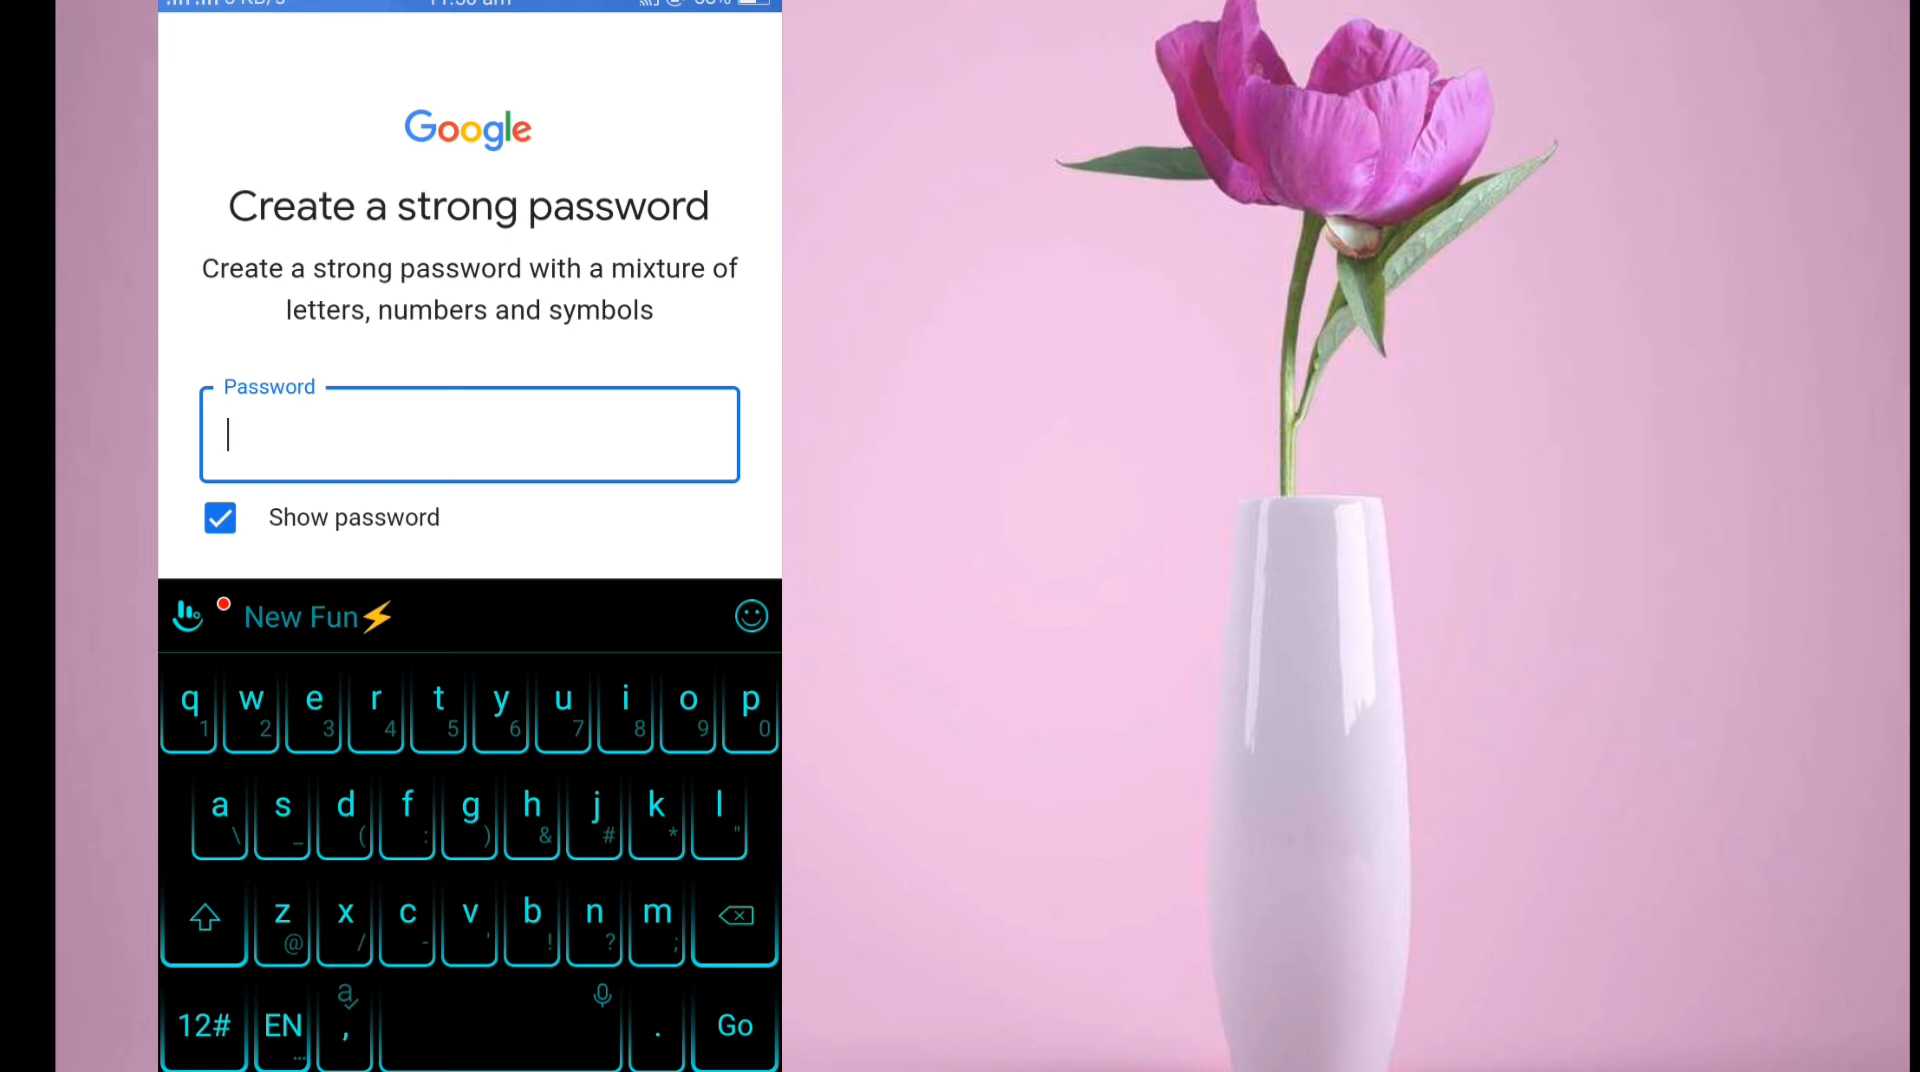 Google
Create a strong password
Create a strong password with a mixture of
letters, numbers and symbols
Password
Show password
New Fun⚡
q w e r t y u i o p
1 2 3 4 5 6 7 8 9 0
a s d f g h j k l
\ _ ( : ) & # * "
z x c v b n m
@ / - ' ! ? ;
12# EN , . Go